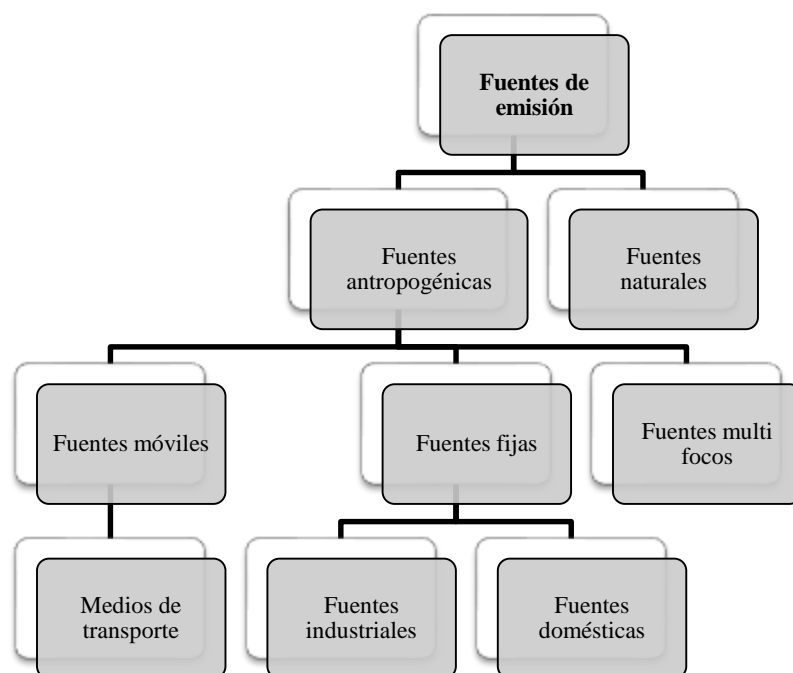 Fuentes de
emisión
Fuentes
antropogénicas
Fuentes
naturales
Fuentes móviles
Fuentes fijas
Fuentes multi
focos
Medios de
transporte
Fuentes
industriales
Fuentes
domésticas